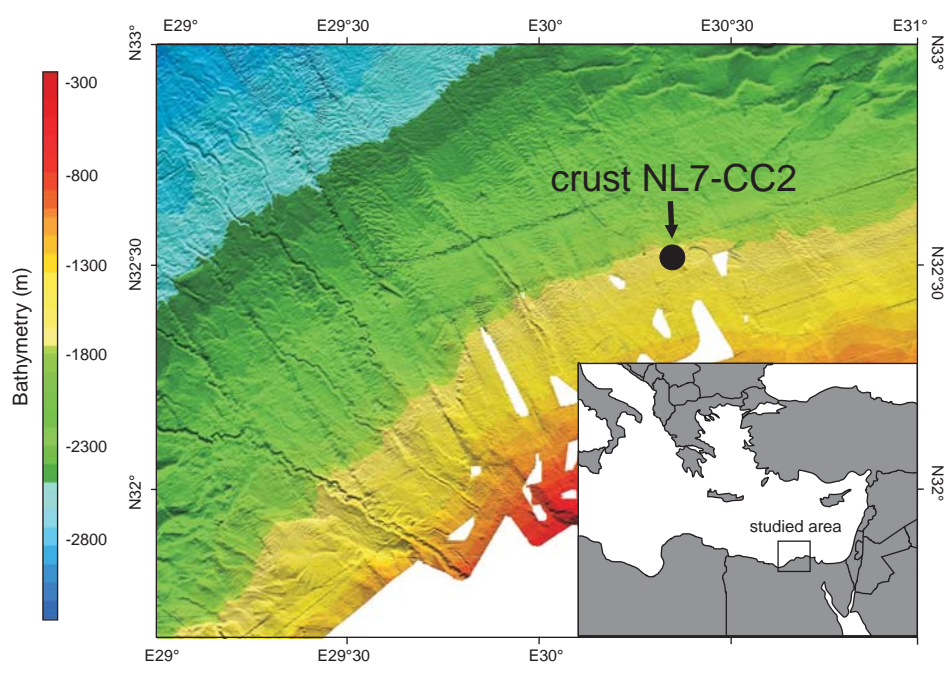 E29°
E29°30
E30°
E30°30
E31°
N33°
N33°
-300
-800
crust NL7-CC2
-1300
N32°30
N32°30
Bathymetry (m)
-1800
-2300
N32°
N32°
studied area
-2800
E29°
E29°30
E30°